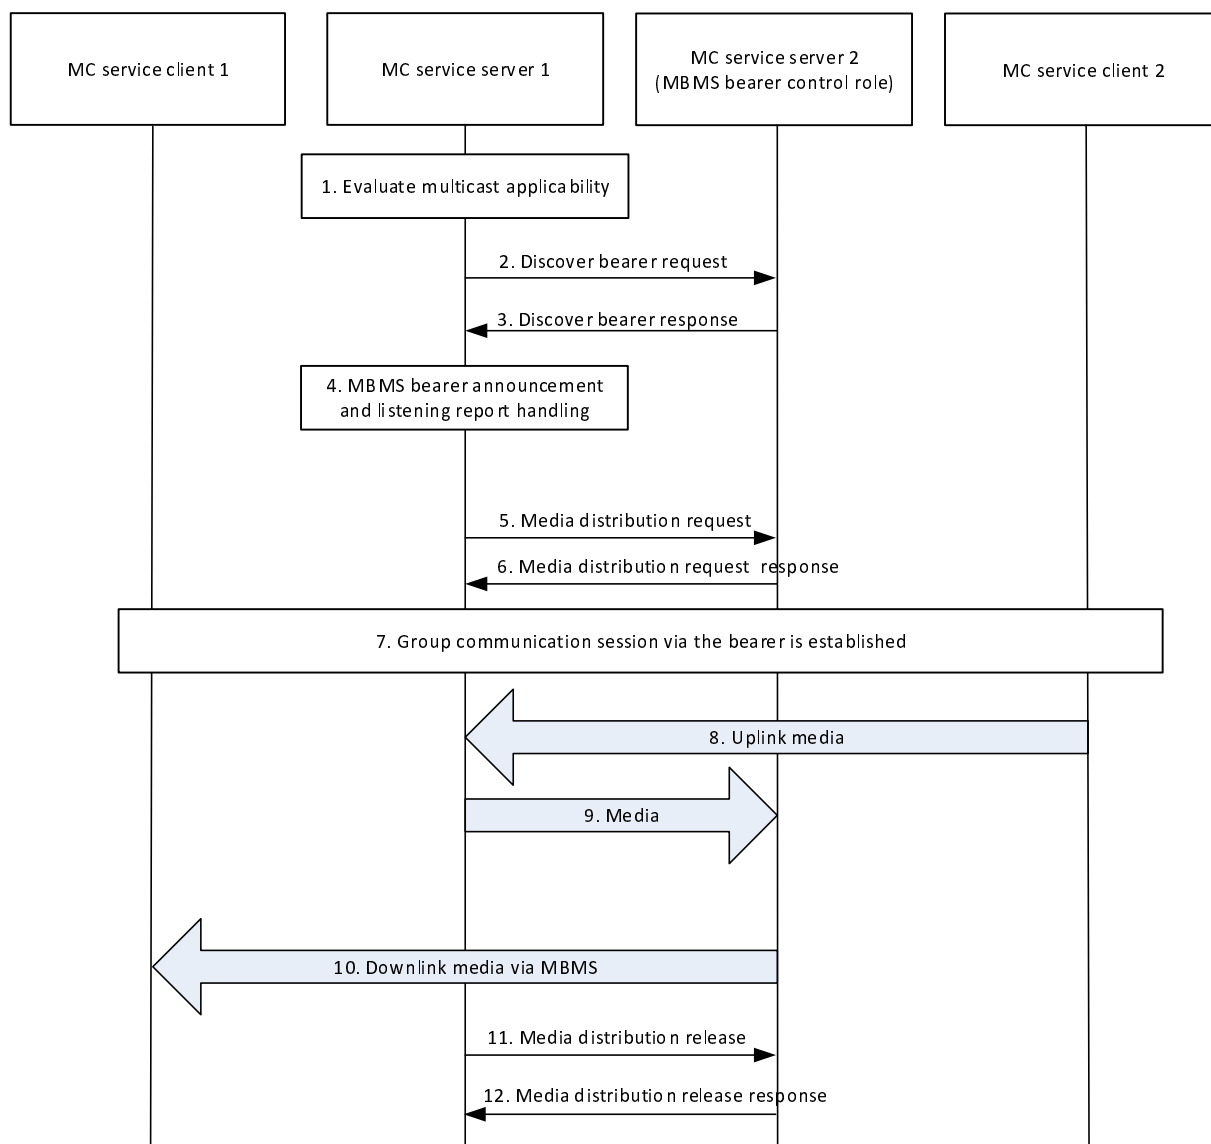 MC service client 1
MC service server 1
MC service server 2
(MBMS bearer control role)
MC service client 2
1. Evaluate multicast applicability
2. Discover bearer request
3. Discover bearer response
4. MBMS bearer announcement
and listening report handling
5. Media distribution request
6. Media distribution request response
7. Group communication session via the bearer is established
8. Uplink media
9. Media
10. Downlink media via MBMS
11. Media distribution release
12. Media distribution release response